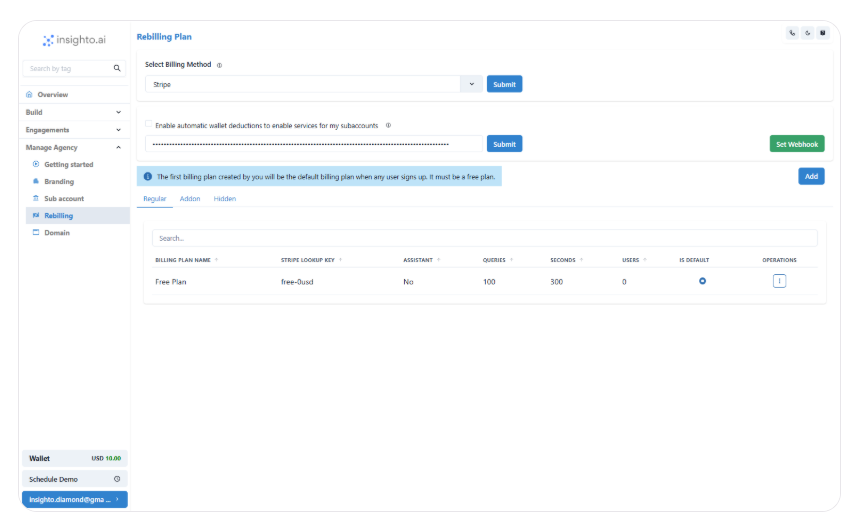 insighto.ai
Search by tag
Overview
Build
Engagements
Manage Agency
Getting started
Branding
Sub account
Rebilling
Domain
Wallet USD 10.00
Schedule Demo
insighto.diamond@gma ...
Rebilling Plan
Select Billing Method
Stripe
Submit
Enable automatic wallet deductions to enable services for my subaccounts
Submit
Set Webhook
The first billing plan created by you will be the default billing plan when any user signs up. It must be a free plan.
Add
Regular Addon Hidden
Search...
BILLING PLAN NAME STRIPE LOOKUP KEY ASSISTANT QUERIES SECONDS USERS IS DEFAULT OPERATIONS
Free Plan free-0usd No 100 300 0